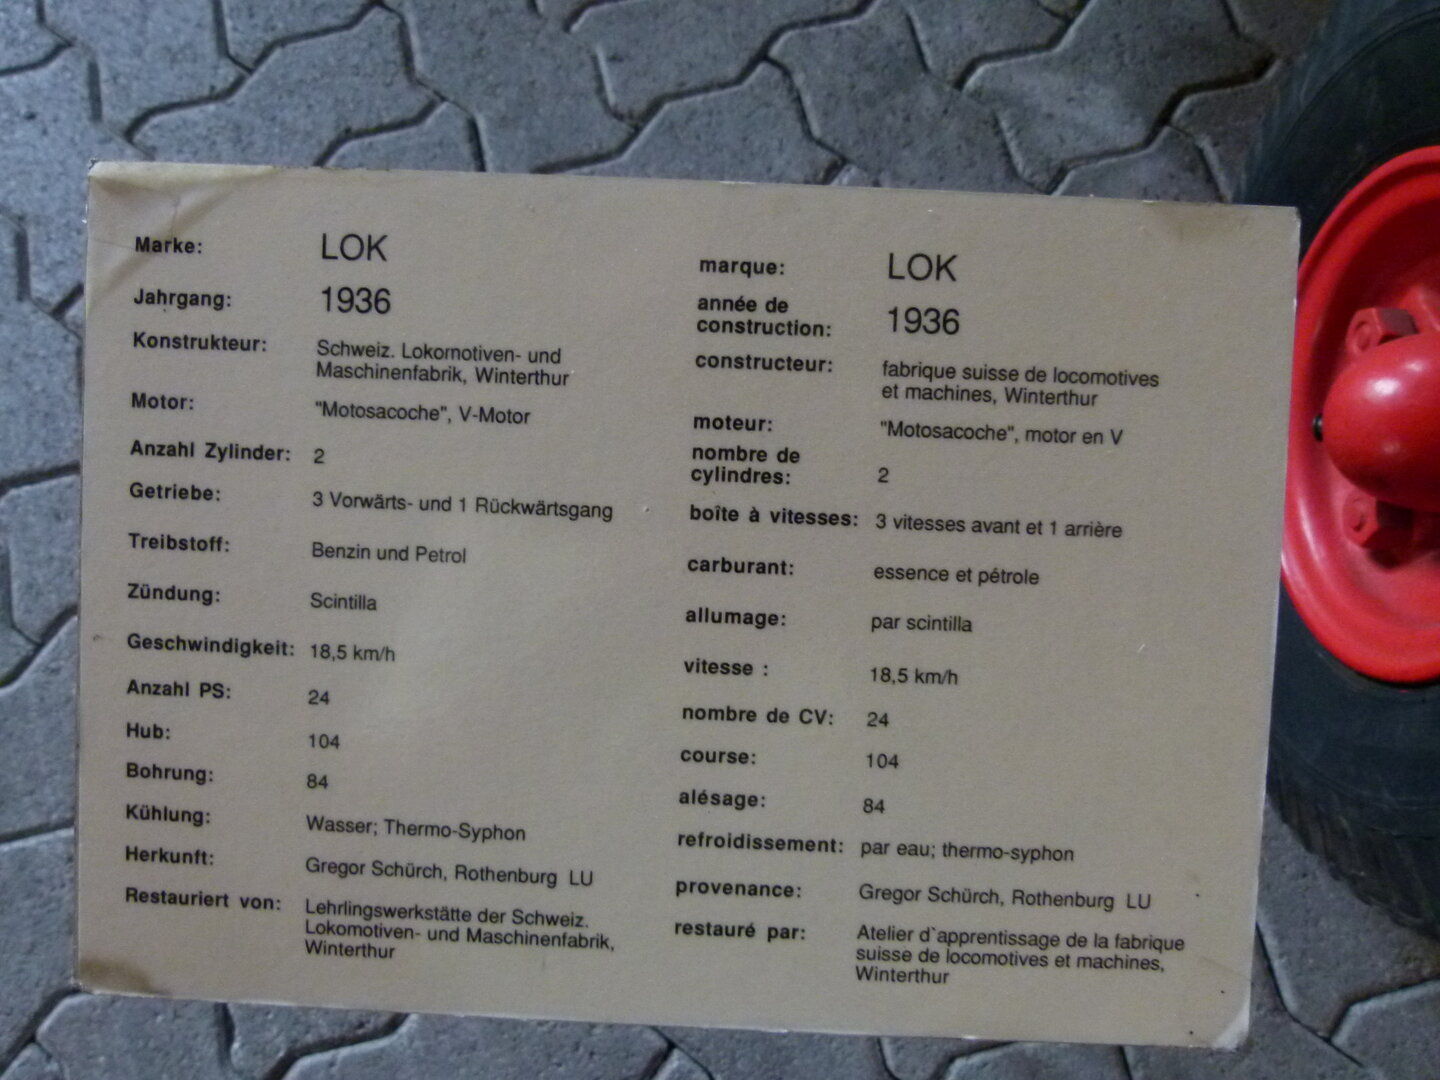 Marke: LOK
Jahrgang: 1936
Konstrukteur: Schweiz. Lokomotiven- und
Maschinenfabrik, Winterthur
Motor: "Motosacoche", V-Motor
Anzahl Zylinder: 2
Getriebe: 3 Vorwärts- und 1 Rückwärtsgang
Treibstoff: Benzin und Petrol
Zündung: Scintilla
Geschwindigkeit: 18,5 km/h
Anzahl PS: 24
Hub: 104
Bohrung: 84
Kühlung: Wasser; Thermo-Syphon
Herkunft: Gregor Schürch, Rothenburg LU
Restauriert von: Lehrlingswerkstätte der Schweiz.
Lokomotiven- und Maschinenfabrik,
Winterthur
marque: LOK
année de
construction: 1936
constructeur: fabrique suisse de locomotives
et machines, Winterthur
moteur: "Motosacoche", motor en V
nombre de
cylindres: 2
boîte à vitesses: 3 vitesses avant et 1 arrière
carburant: essence et pétrole
allumage: par scintilla
vitesse : 18,5 km/h
nombre de CV: 24
course: 104
alésage: 84
refroidissement: par eau; thermo-syphon
provenance: Gregor Schürch, Rothenburg LU
restauré par: Atelier d`apprentissage de la fabrique
suisse de locomotives et machines,
Winterthur